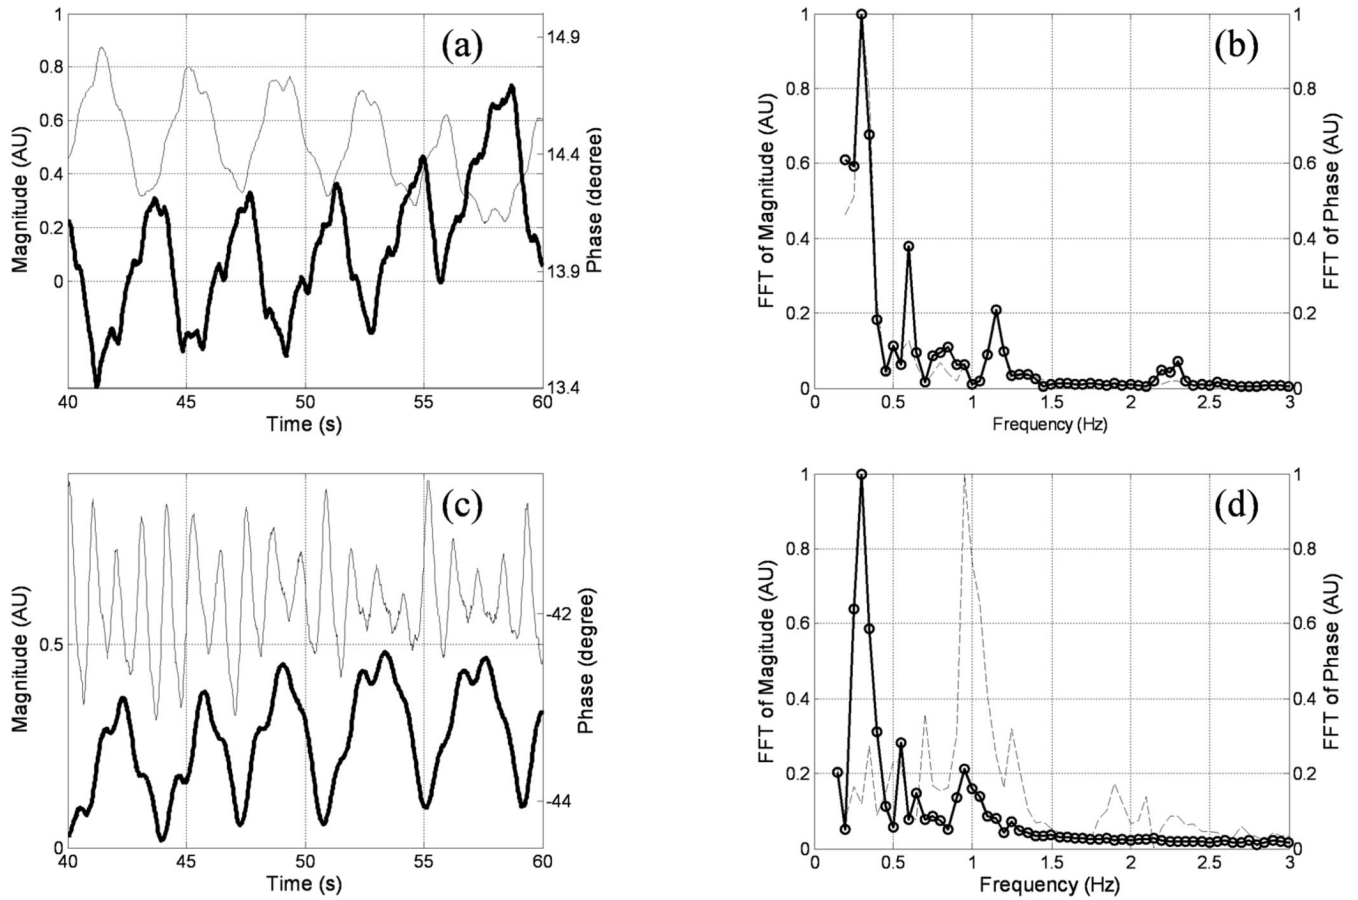 (a)
Magnitude (AU)
0.8
0.6
0.4
0.2
0
14.9
14.4
13.9
13.4
Phase (degree)
40 45 50 55 60
Time (s)
(b)
FFT of Magnitude (AU)
1
0.8
0.6
0.4
0.2
0
1
0.8
0.6
0.4
0.2
0
FFT of Phase (AU)
0 0.5 1 1.5 2 2.5 3
Frequency (Hz)
(c)
Magnitude (AU)
0.5
0
-42
-44
Phase (degree)
40 45 50 55 60
Time (s)
(d)
FFT of Magitude (AU)
1
0.8
0.6
0.4
0.2
0
1
0.8
0.6
0.4
0.2
0
FFT of Phase (AU)
0 0.5 1 1.5 2 2.5 3
Frequency (Hz)